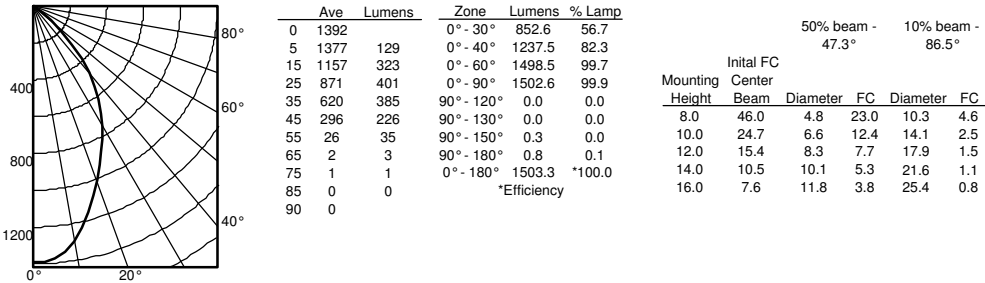 80°
60°
40°
20°
0°
400
800
1200
Ave Lumens
0 1392
5 1377 129
15 1157 323
25 871 401
35 620 385
45 296 226
55 26 35
65 2 3
75 1 1
85 0 0
90 0
Zone Lumens % Lamp
0°- 30° 852.6 56.7
0°- 40° 1237.5 82.3
0°- 60° 1498.5 99.7
0°- 90° 1502.6 99.9
90°- 120° 0.0 0.0
90°- 130° 0.0 0.0
90°- 150° 0.3 0.0
90°- 180° 0.8 0.1
0°- 180° 1503.3 *100.0
*Efficiency
50% beam - 10% beam -
47.3° 86.5°
Inital FC
Mounting Center
Height Beam Diameter FC Diameter FC
8.0 46.0 4.8 23.0 10.3 4.6
10.0 24.7 6.6 12.4 14.1 2.5
12.0 15.4 8.3 7.7 17.9 1.5
14.0 10.5 10.1 5.3 21.6 1.1
16.0 7.6 11.8 3.8 25.4 0.8